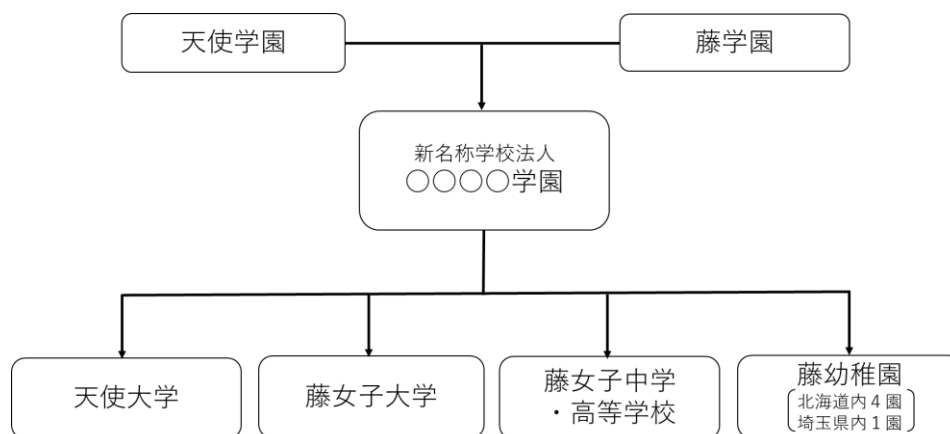 天使学園
藤学園
新名称学校法人
○○○○学園
天使大学
藤女子大学
藤女子中学
・高等学校
藤幼稚園
北海道内4園
埼玉県内1園